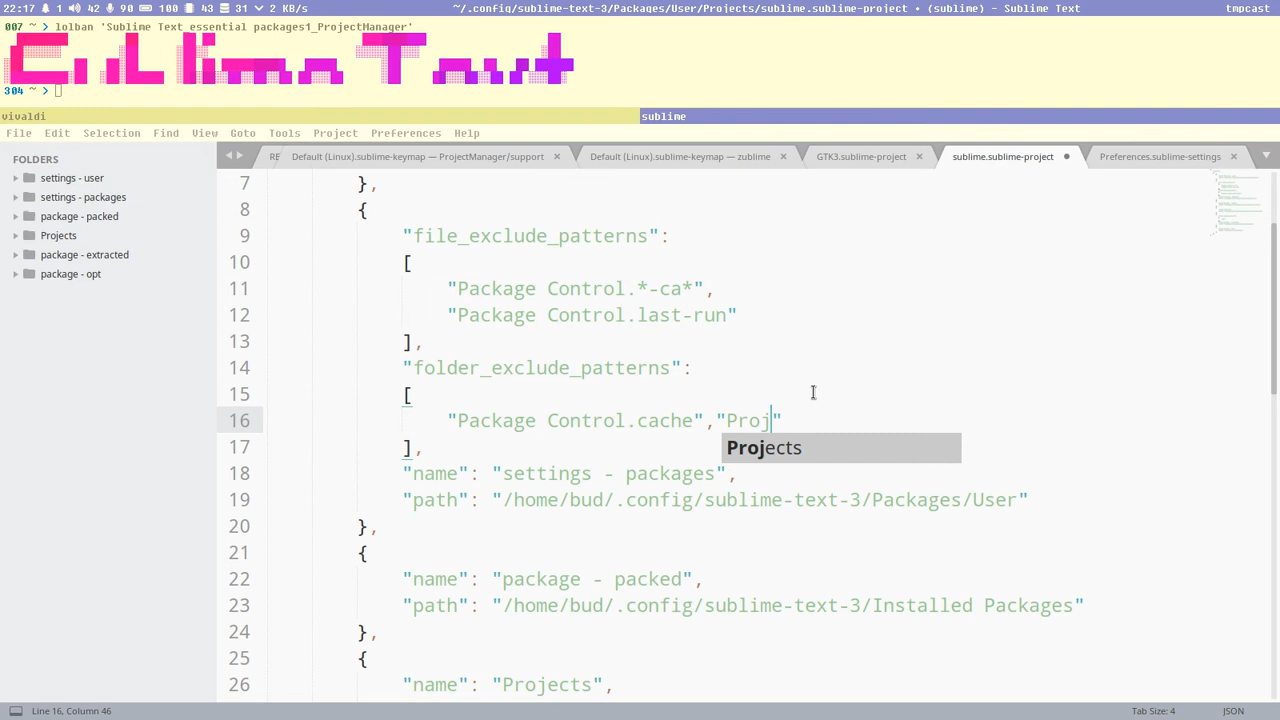 22:17 1 42 90 100 43 31 2 KB/s ~/.config/sublime-text-3/Packages/User/Projects/sublime.sublime-project • (sublime) - Sublime Text tmpcast
007 ~ > lolban 'Sublime Text essential packages1_ProjectManager'
304 ~ >
vivaldi sublime
File Edit Selection Find View Goto Tools Project Preferences Help
FOLDERS
settings - user
settings - packages
package - packed
Projects
package - extracted
package - opt
RE Default (Linux).sublime-keymap — ProjectManager/support Default (Linux).sublime-keymap — zublime GTK3.sublime-project sublime.sublime-project Preferences.sublime-settings
7 },
8 {
9 "file_exclude_patterns":
10 [
11 "Package Control.*-ca*",
12 "Package Control.last-run"
13 ],
14 "folder_exclude_patterns":
15 [
16 "Package Control.cache","Proj"
Projects
17 ],
18 "name": "settings - packages",
19 "path": "/home/bud/.config/sublime-text-3/Packages/User"
20 },
21 {
22 "name": "package - packed",
23 "path": "/home/bud/.config/sublime-text-3/Installed Packages"
24 },
25 {
26 "name": "Projects",
Line 16, Column 46 Tab Size: 4 JSON